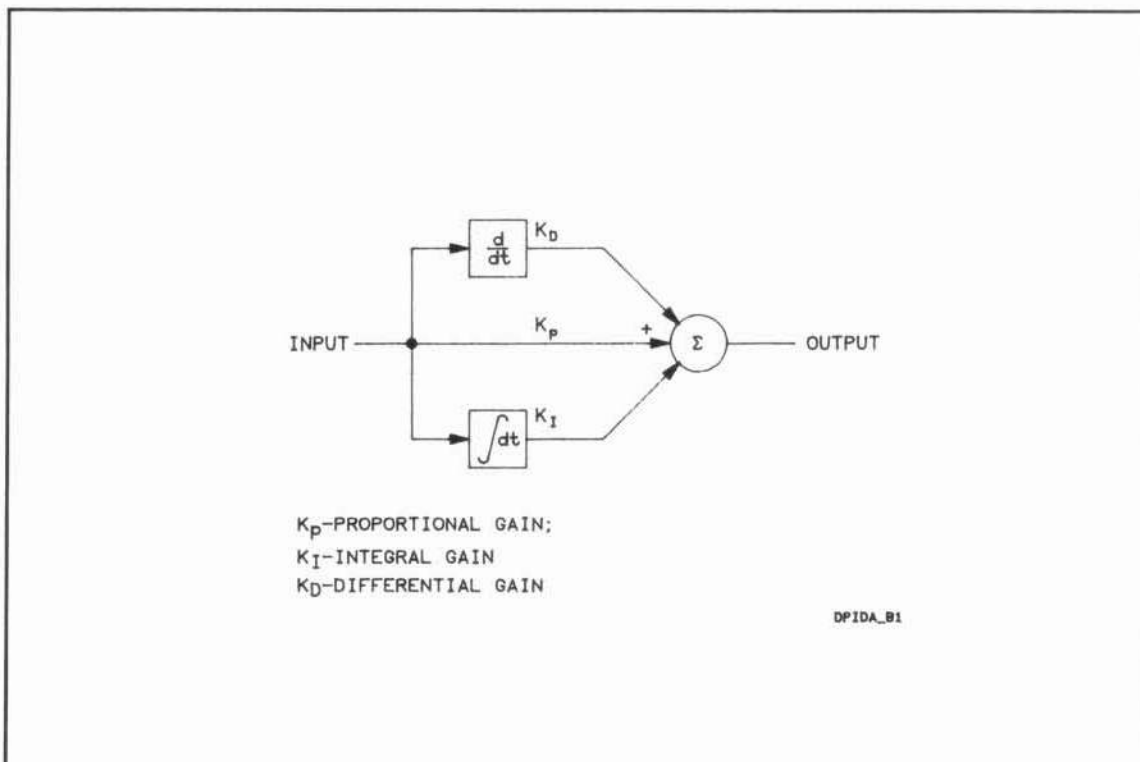 d
dt
K_D
INPUT
K_p
+
Σ
OUTPUT
∫dt
K_I
K_p-PROPORTIONAL GAIN;
K_I-INTEGRAL GAIN
K_D-DIFFERENTIAL GAIN
DPIDA_B1